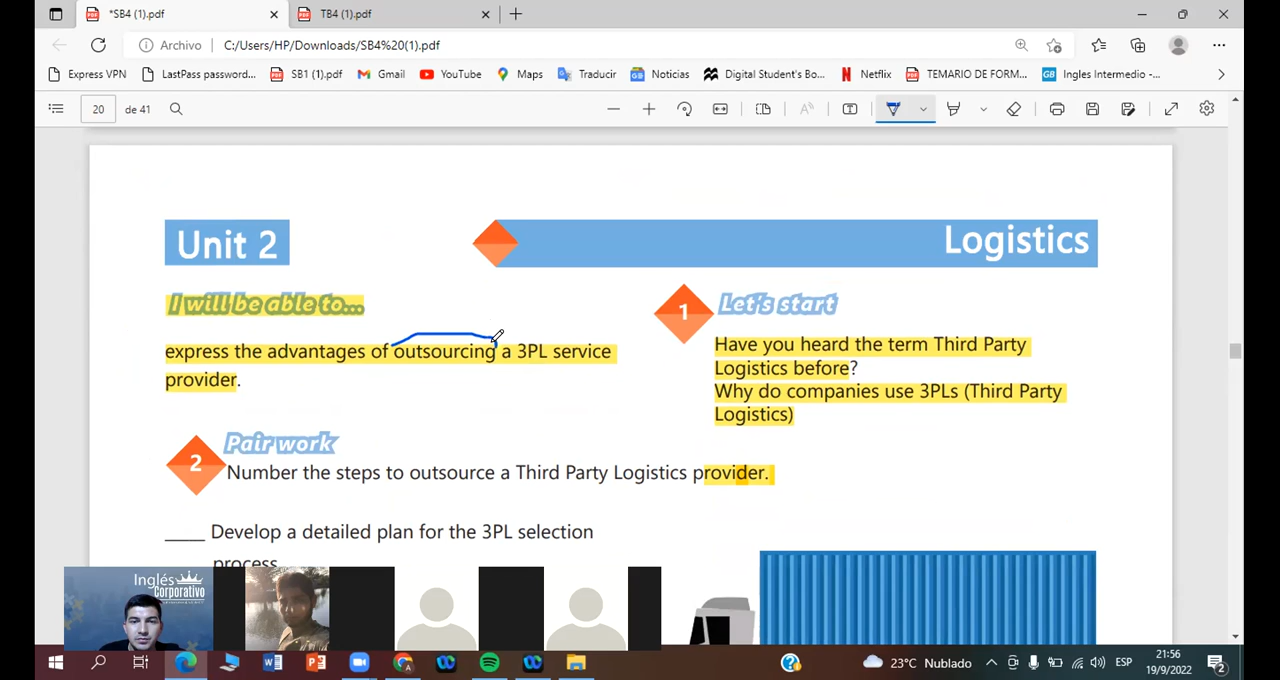 *SB4 (1).pdf
TB4 (1).pdf
Archivo C:/Users/HP/Downloads/SB4%20(1).pdf
Express VPN LastPass password... SB1 (1).pdf Gmail YouTube Maps Traducir Noticias Digital Student's Bo... Netflix TEMARIO DE FORM... Ingles Intermedio –...
20 de 41
Unit 2
Logistics
I will be able to...
express the advantages of outsourcing a 3PL service
provider.
1
Let's start
Have you heard the term Third Party
Logistics before?
Why do companies use 3PLs (Third Party
Logistics)
2
Pair work
Number the steps to outsource a Third Party Logistics provider.
____ Develop a detailed plan for the 3PL selection
process
Inglés
Corporativo
23°C Nublado ESP 21:56
19/9/2022 2